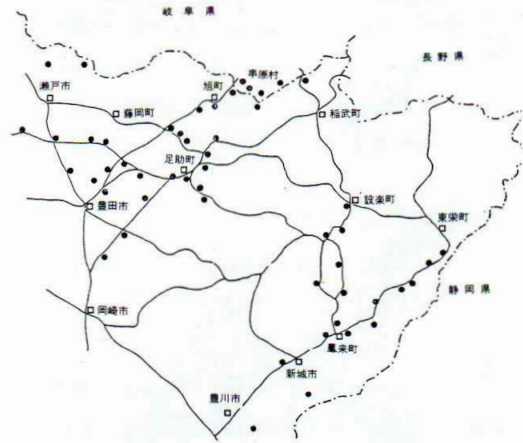 岐阜県
長野県
瀬戸市
旭町
串原村
藤岡町
稲武町
足助町
設楽町
豊田市
東栄町
静岡県
岡崎市
鳳来町
新城市
豊川市